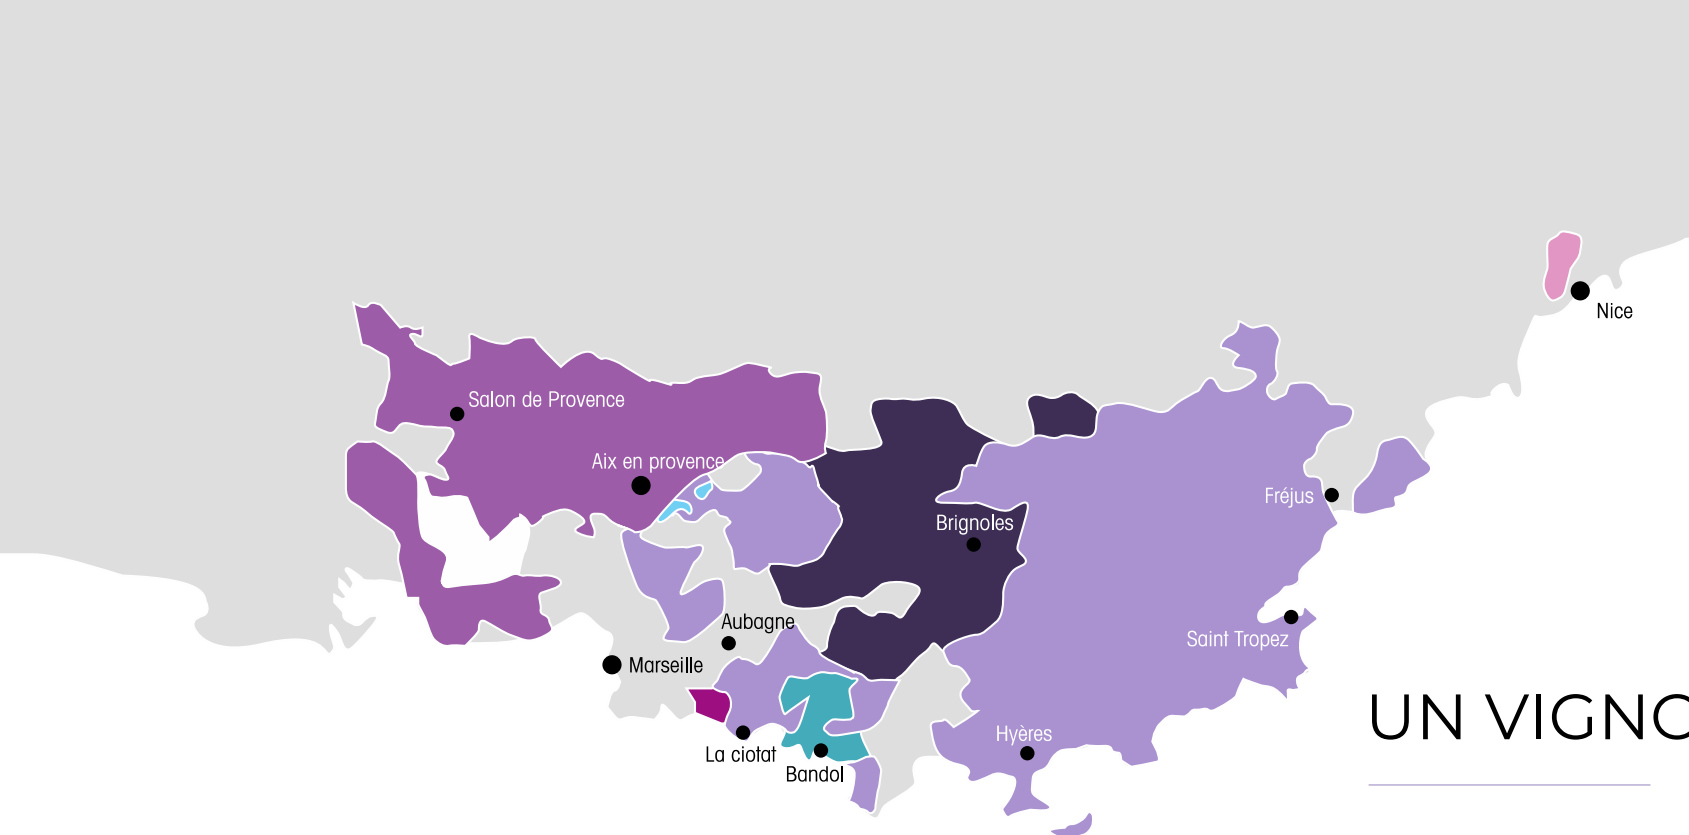 Nice
Salon de Provence
Aix en provence
Fréjus
Brignoles
Aubagne
Saint Tropez
Marseille
UN VIGNO
Hyères
La ciotat
Bandol